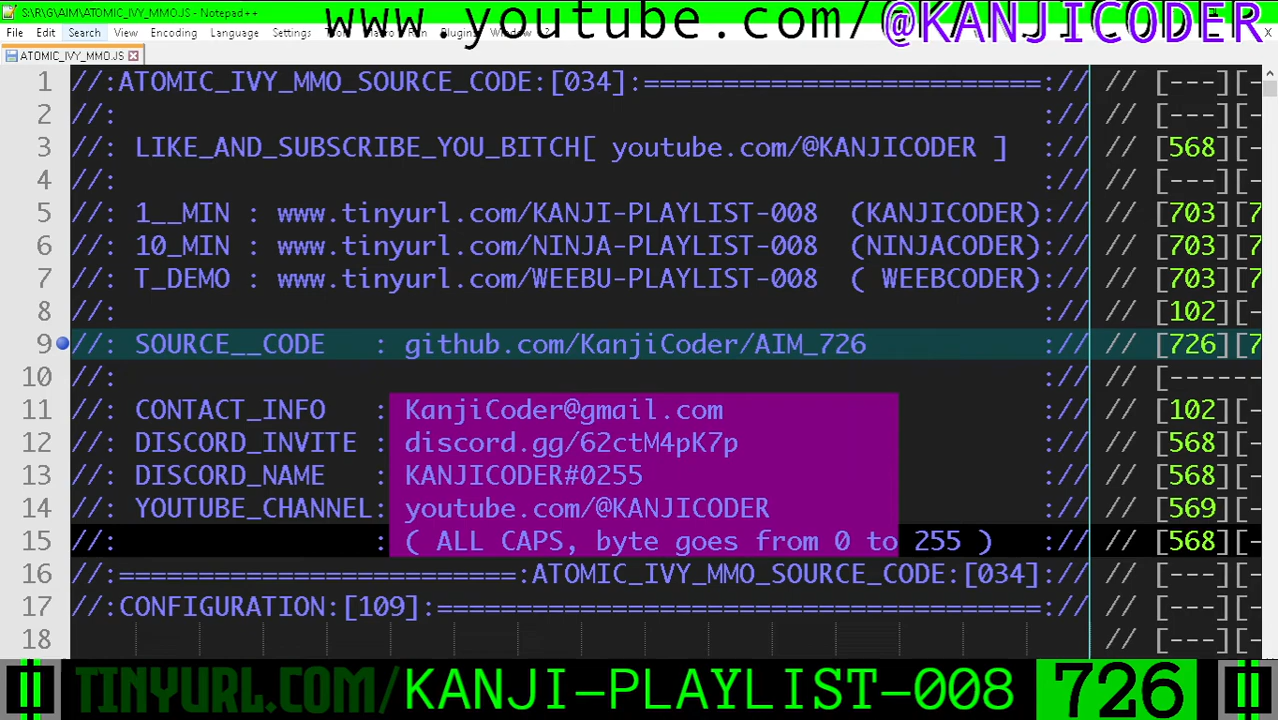 S:\R\G\AIM\ATOMIC_IVY_MMO.JS - Notepad++
www.youtube.com/@KANJICODER
File Edit Search View Encoding Language Settings Run Plugins X
ATOMIC_IVY_MMO.JS
1 //:ATOMIC_IVY_MMO_SOURCE_CODE:[034]:=========================:// // [---][-
2 //: :// // [---][-
3 //: LIKE_AND_SUBSCRIBE_YOU_BITCH[ youtube.com/@KANJICODER ] :// // [568][-
4 //: :// // [---][-
5 //: 1__MIN : www.tinyurl.com/KANJI-PLAYLIST-008 (KANJICODER):// // [703][7
6 //: 10_MIN : www.tinyurl.com/NINJA-PLAYLIST-008 (NINJACODER):// // [703][7
7 //: T_DEMO : www.tinyurl.com/WEEBU-PLAYLIST-008 ( WEEBCODER):// // [703][7
8 //: :// // [102][-
9 //: SOURCE__CODE : github.com/KanjiCoder/AIM_726 :// // [726][7
10 //: :// // [------
11 //: CONTACT_INFO : KanjiCoder@gmail.com :// // [102][-
12 //: DISCORD_INVITE : discord.gg/62ctM4pK7p :// // [568][-
13 //: DISCORD_NAME : KANJICODER#0255 :// // [568][-
14 //: YOUTUBE_CHANNEL: youtube.com/@KANJICODER :// // [569][-
15 //: : ( ALL CAPS, byte goes from 0 to 255 ) :// // [568][-
16 //:=========================:ATOMIC_IVY_MMO_SOURCE_CODE:[034]:// // [---][-
17 //:CONFIGURATION:[109]:======================================:// // [---][-
18 // [---][-
TINYURL.COM/KANJI-PLAYLIST-008 726